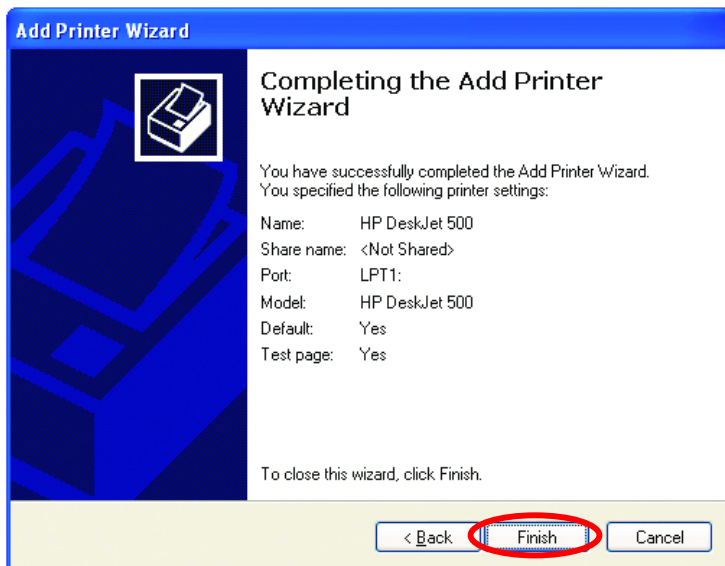 Add Printer Wizard
Completing the Add Printer
Wizard
You have successfully completed the Add Printer Wizard.
You specified the following printer settings:
Name: HP DeskJet 500
Share name: <Not Shared>
Port: LPT1:
Model: HP DeskJet 500
Default: Yes
Test page: Yes
To close this wizard, click Finish.
< Back Finish Cancel